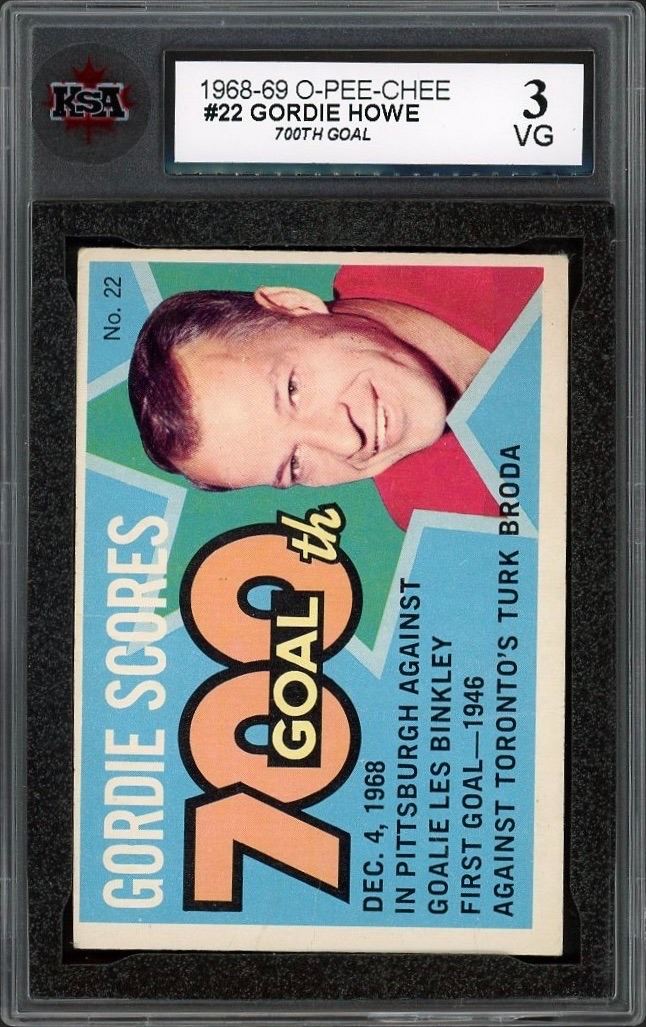 KSA
1968-69 O-PEE-CHEE
#22 GORDIE HOWE
700TH GOAL
3
VG
No. 22
GORDIE SCORES
700th
GOAL
DEC. 4, 1968
IN PITTSBURGH AGAINST
GOALIE LES BINKLEY
FIRST GOAL—1946
AGAINST TORONTO'S TURK BRODA